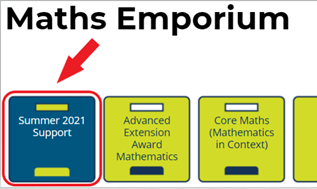 Maths Emporium
Summer 2021
Support
Advanced
Extension
Award
Mathematics
Core Maths
(Mathematics
in Context)